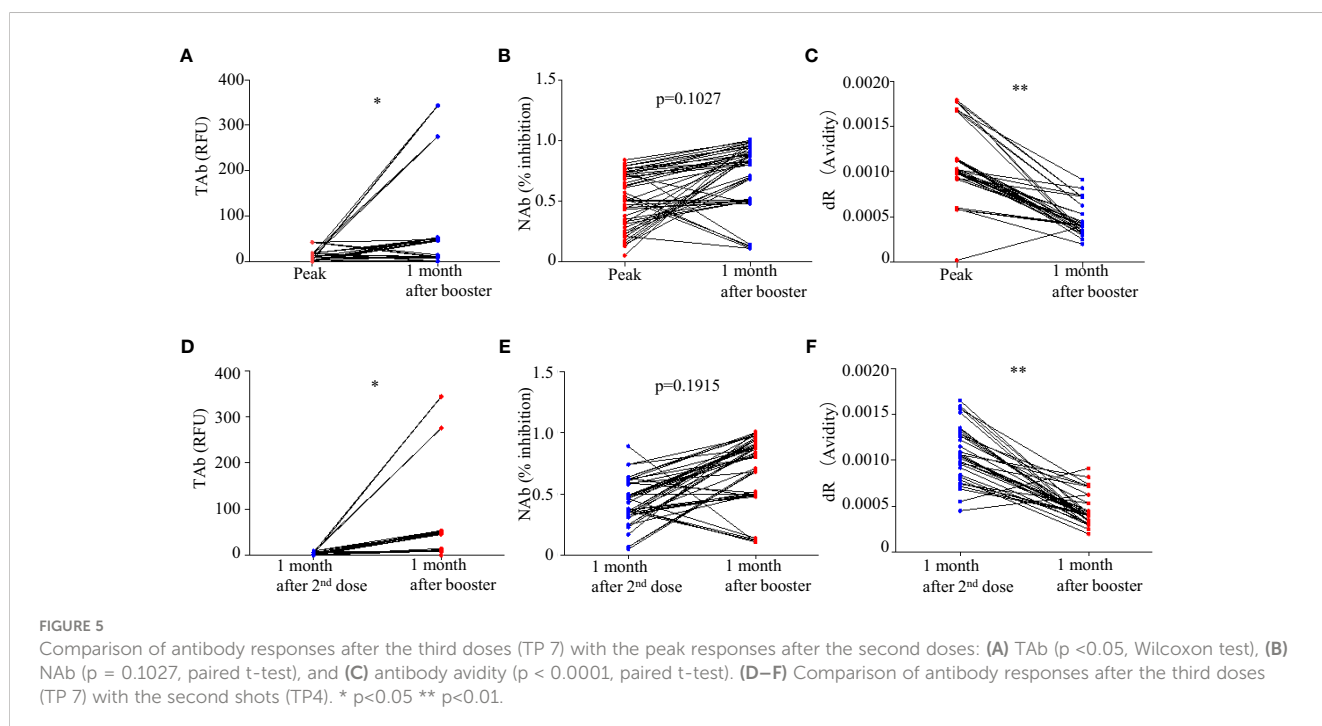 A
400
300
200
100
0
TAb (RFU)
*
Peak
1 month
after booster
B
1.5
1.0
0.5
0.0
NAb (% inhibition)
p=0.1027
Peak
1 month
after booster
C
0.0020
0.0015
0.0010
0.0005
0
dR (Avidity)
**
Peak
1 month
after booster
D
400
300
200
100
0
TAb (RFU)
*
1 month
after 2nd dose
1 month
after booster
E
1.5
1.0
0.5
0
NAb (% inhibition)
p=0.1915
1 month
after 2nd dose
1 month
after booster
F
0.0020
0.0015
0.0010
0.0005
0
dR (Avidity)
**
1 month
after 2nd dose
1 month
after booster
FIGURE 5
Comparison of antibody responses after the third doses (TP 7) with the peak responses after the second doses: (A) TAb (p <0.05, Wilcoxon test), (B)
NAb (p = 0.1027, paired t-test), and (C) antibody avidity (p < 0.0001, paired t-test). (D–F) Comparison of antibody responses after the third doses
(TP 7) with the second shots (TP4). * p<0.05 ** p<0.01.